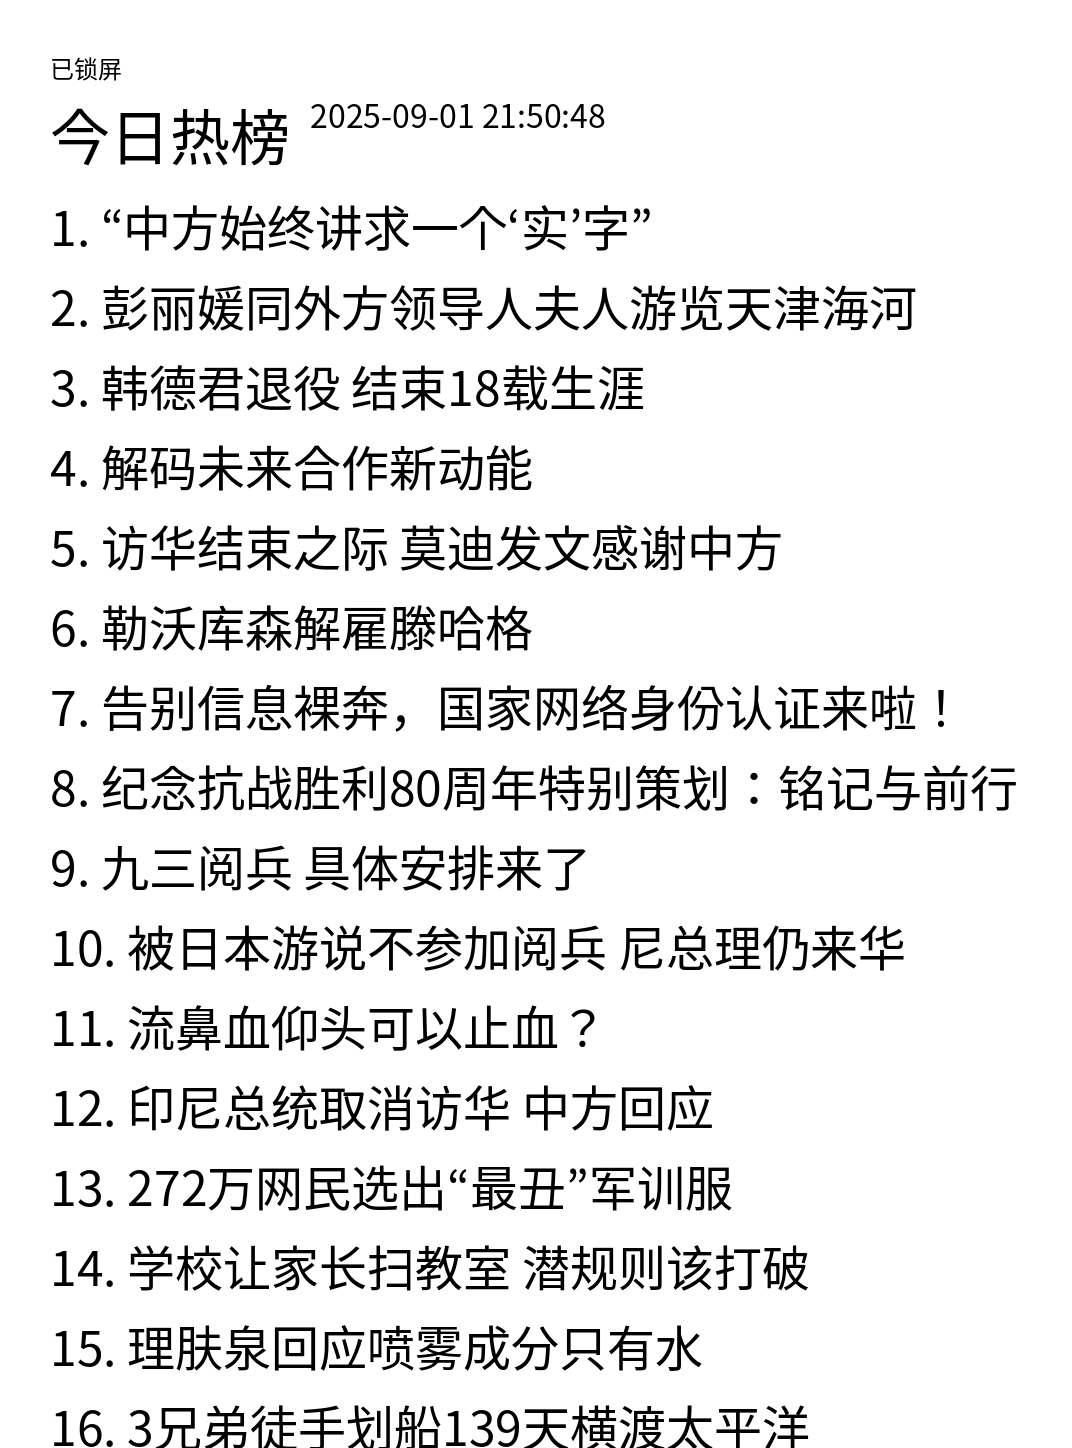 已锁屏
今日热榜 2025-09-01 21:50:48
1. “中方始终讲求一个‘实’字”
2. 彭丽媛同外方领导人夫人游览天津海河
3. 韩德君退役 结束18载生涯
4. 解码未来合作新动能
5. 访华结束之际 莫迪发文感谢中方
6. 勒沃库森解雇滕哈格
7. 告别信息裸奔，国家网络身份认证来啦！
8. 纪念抗战胜利80周年特别策划：铭记与前行
9. 九三阅兵 具体安排来了
10. 被日本游说不参加阅兵 尼总理仍来华
11. 流鼻血仰头可以止血？
12. 印尼总统取消访华 中方回应
13. 272万网民选出“最丑”军训服
14. 学校让家长扫教室 潜规则该打破
15. 理肤泉回应喷雾成分只有水
16. 3兄弟徒手划船139天横渡太平洋